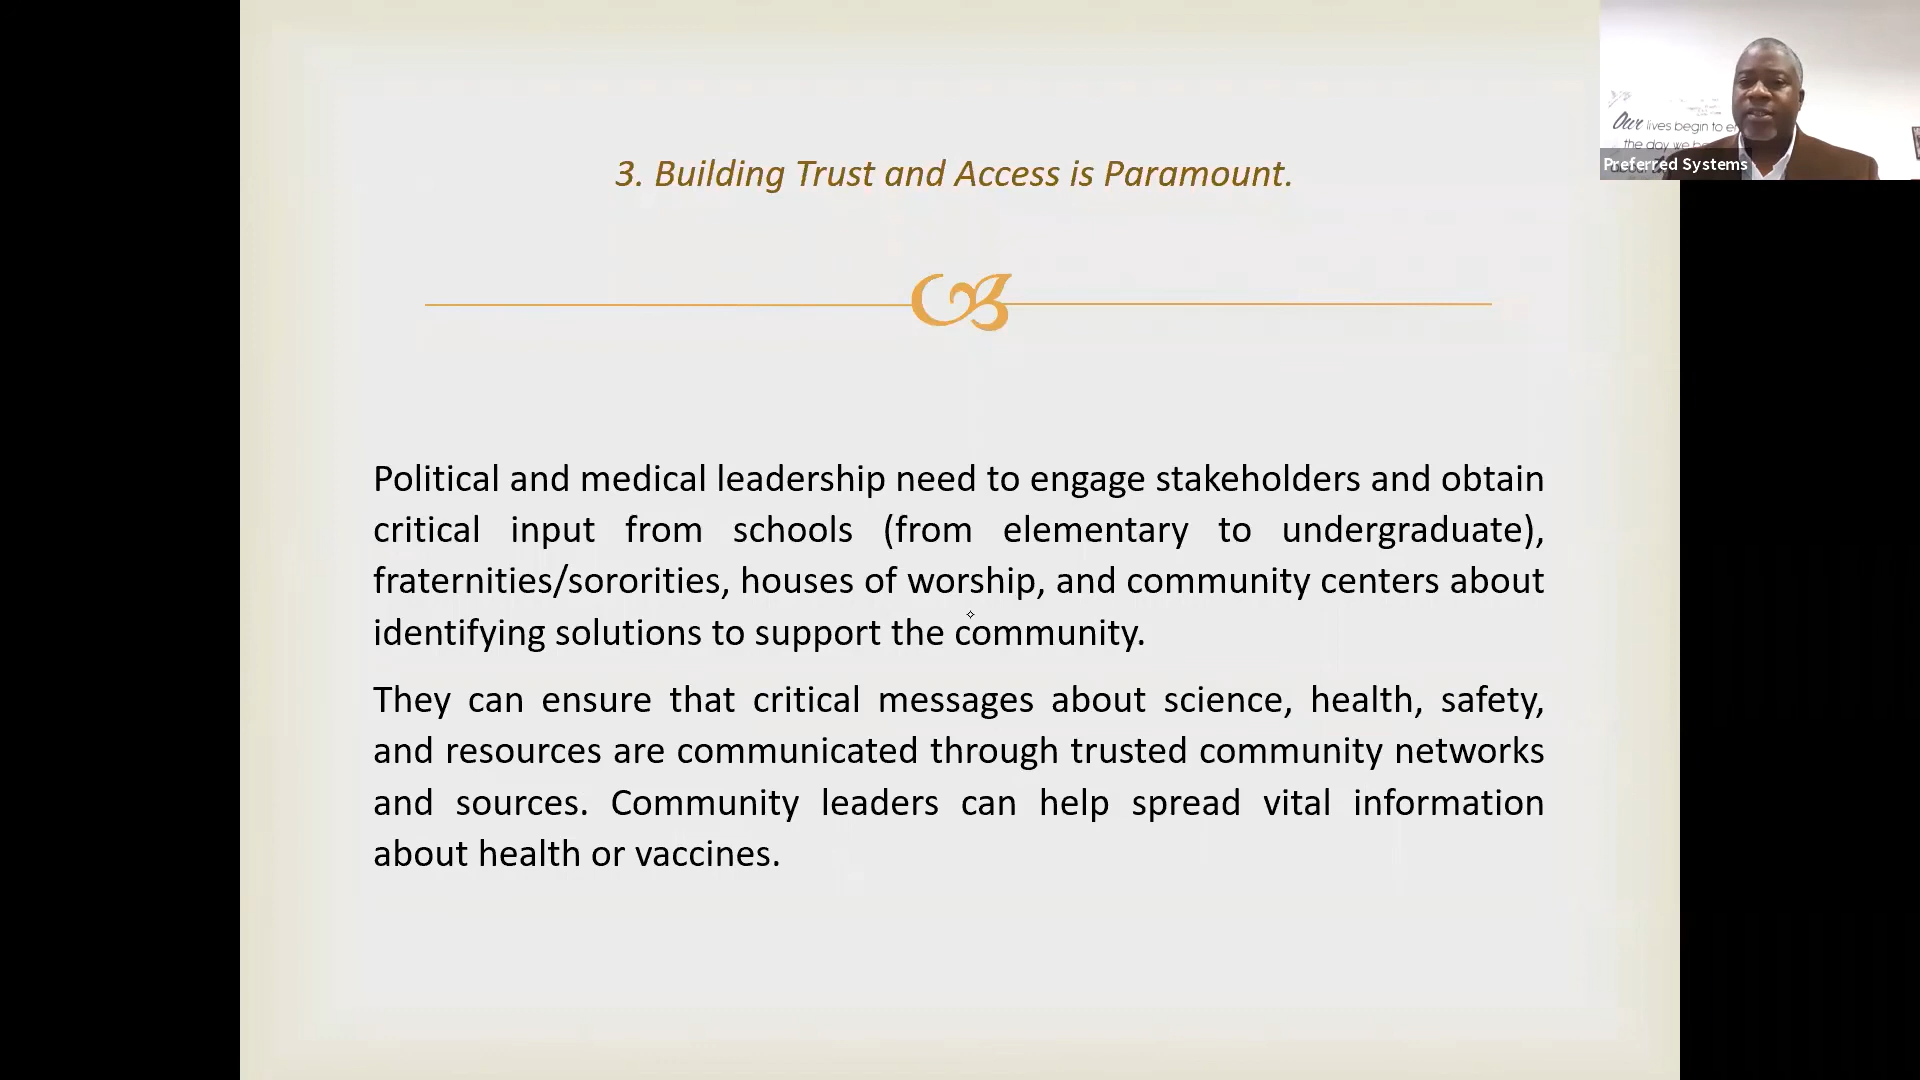 3. Building Trust and Access is Paramount.
Political and medical leadership need to engage stakeholders and obtain
critical input from schools (from elementary to undergraduate),
fraternities/sororities, houses of worship, and community centers about
identifying solutions to support the community.
They can ensure that critical messages about science, health, safety,
and resources are communicated through trusted community networks
and sources. Community leaders can help spread vital information
about health or vaccines.
Our lives begin to
the day we
Preferred Systems